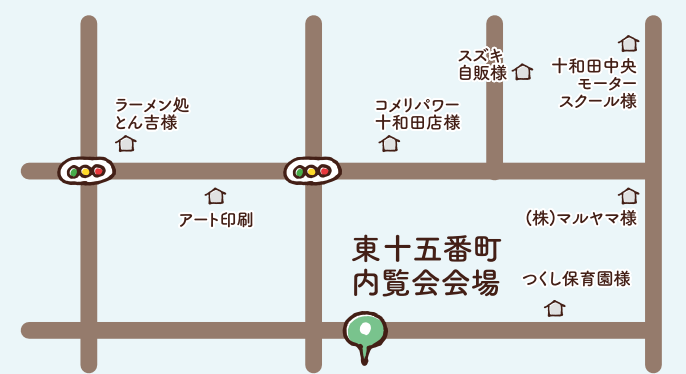 スズキ
自販様
十和田中央
モーター
スクール様
ラーメン処
とん吉様
コメリパワー
十和田店様
アート印刷
(株)マルヤマ様
東十五番町
内覧会会場
つくし保育園様